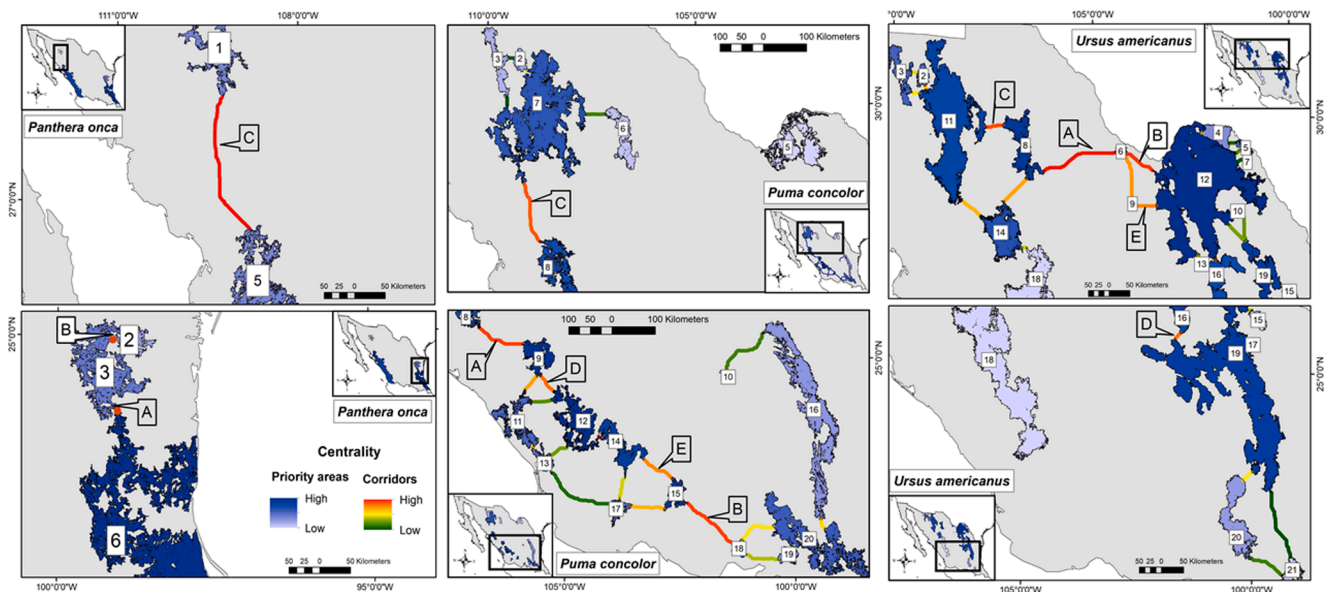 111°0'0"W 108°0'0"W
1
C
Panthera onca
27°0'0"N
5
50 25 0 50 Kilometers
110°0'0"W 105°0'0"W
100 50 0 100 Kilometers
3 2
7
6
5
Puma concolor
C
8
0°0'0"W 105°0'0"W 100°0'0"W
Ursus americanus
3 2
C
30°0'0"N 30°0'0"N
11
A
B
4
5
8
6
7
12
9
10
E
14
13
18
16
19
15
50 25 0 50 Kilometers
B
2
25°0'0"N
3
A
Panthera onca
Centrality
Priority areas Corridors
High High
Low Low
6
50 25 0 50 Kilometers
100°0'0"W 95°0'0"W
8
100 50 0 100 Kilometers
A
9
D
10
25°0'0"N
11
12
16
14
E
13
15
B
17
18
20
19
Puma concolor
105°0'0"W 100°0'0"W
D
16
15
17
18
19
25°0'0"N
Ursus americanus
20
21
50 25 0 50 Kilometers
105°0'0"W 100°0'0"W